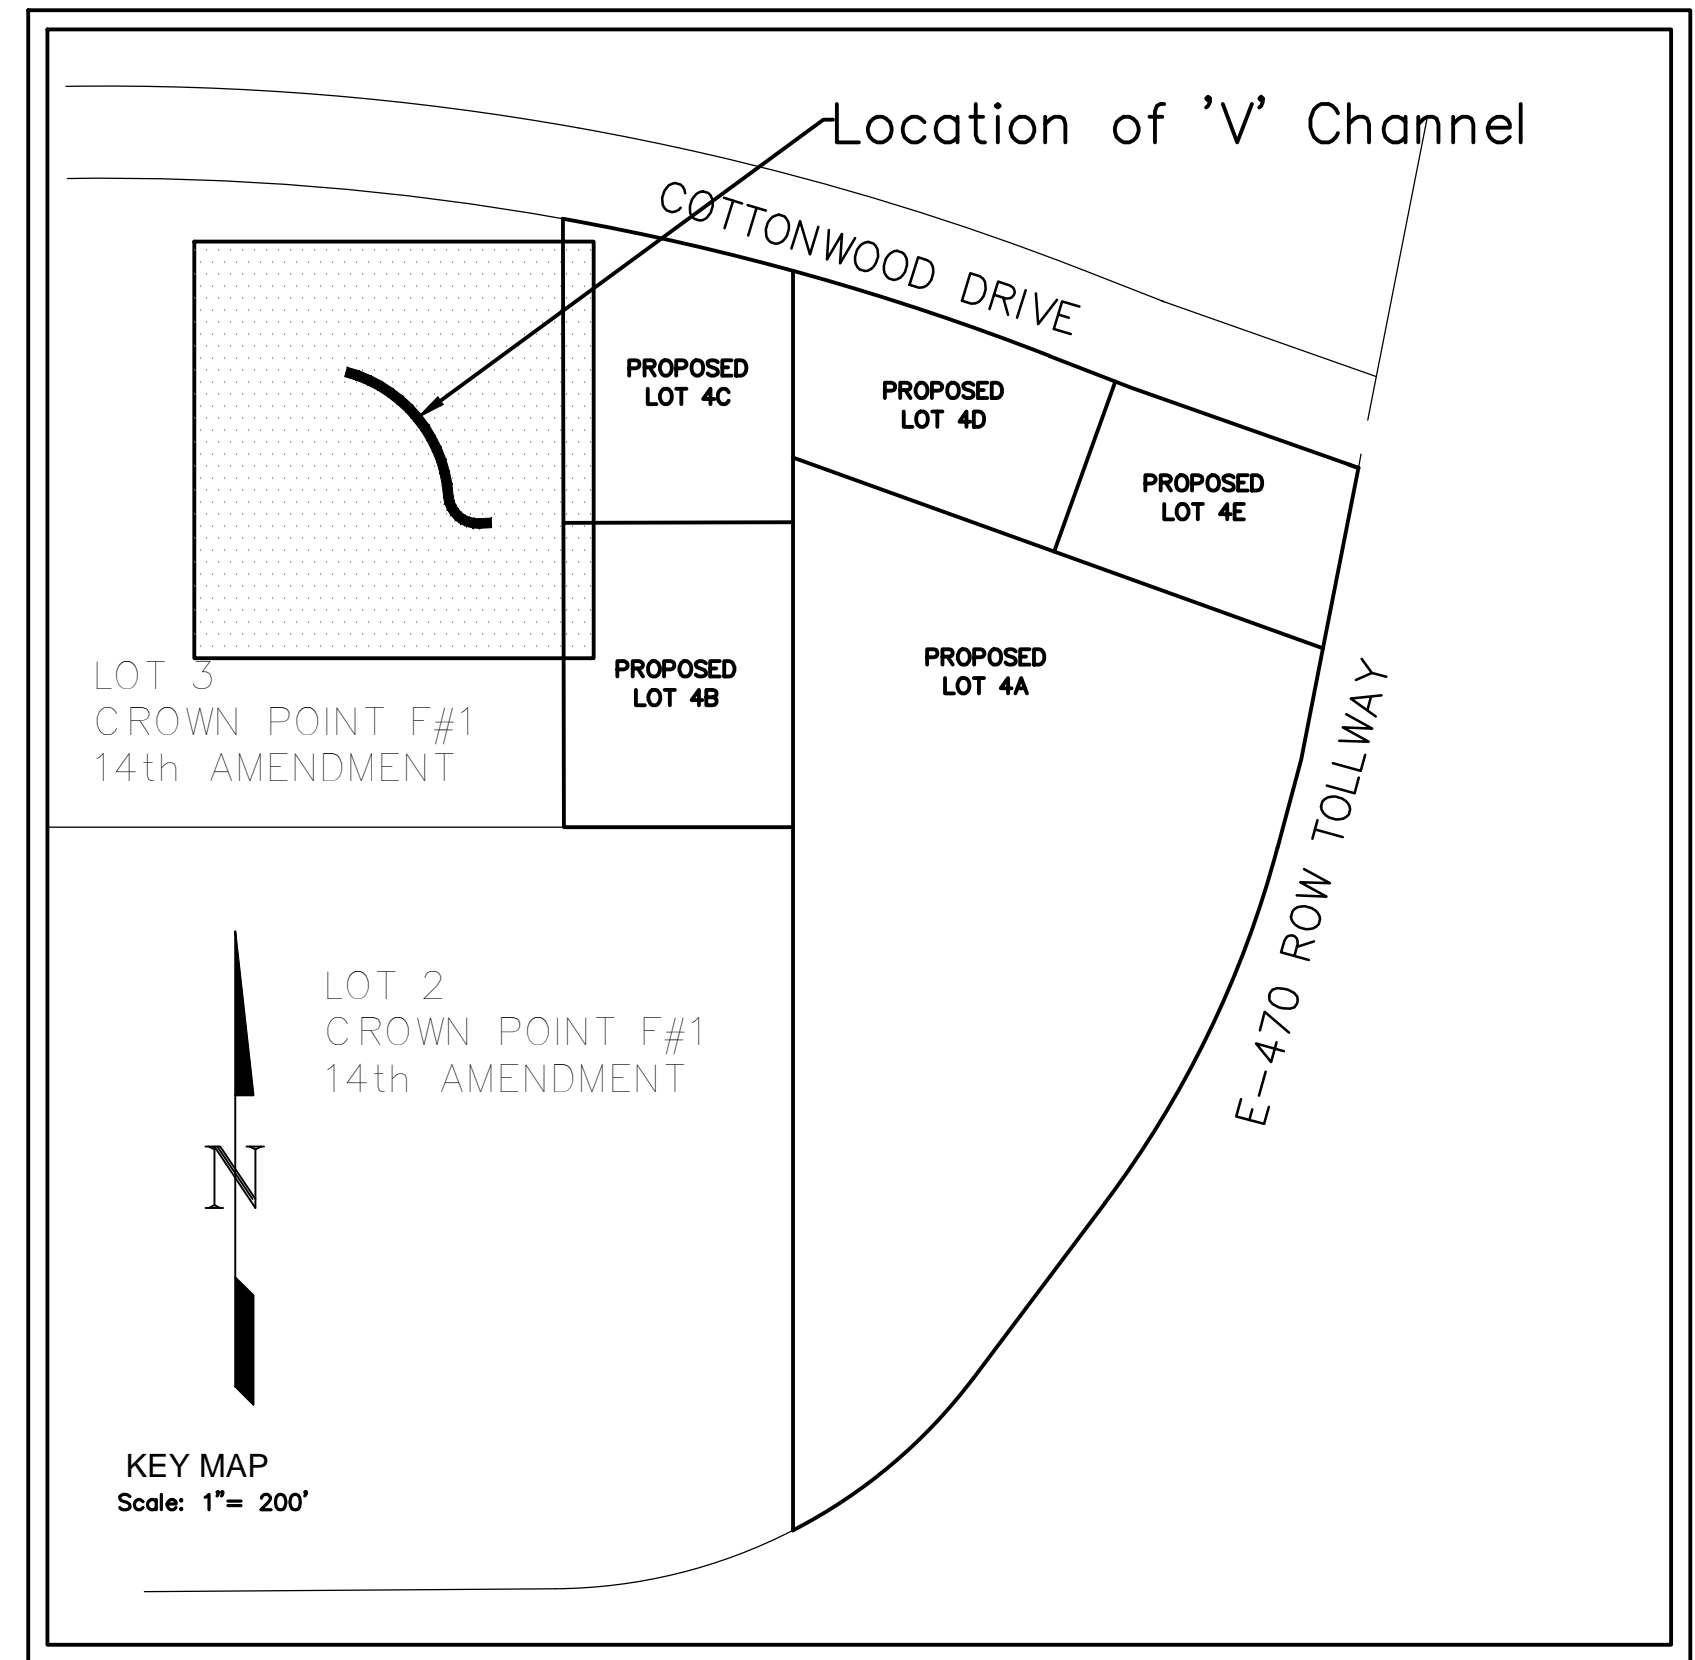 Location of 'V' Channel
COTTONWOOD DRIVE
PROPOSED
LOT 4C
PROPOSED
LOT 4D
PROPOSED
LOT 4E
PROPOSED
LOT 4B
PROPOSED
LOT 4A
LOT 3
CROWN POINT F#1
14th AMENDMENT
E-470 ROW TOLLWAY
LOT 2
CROWN POINT F#1
14th AMENDMENT
N
KEY MAP
Scale: 1"= 200'